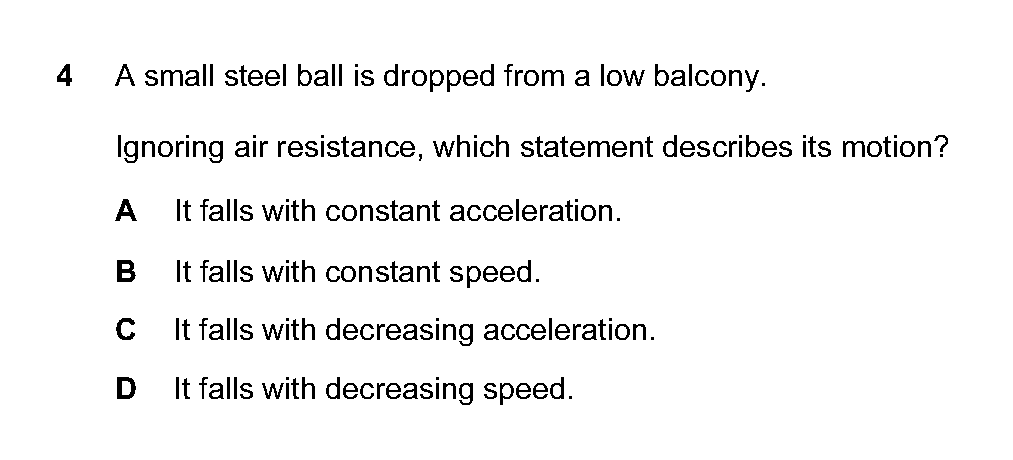 4 A small steel ball is dropped from a low balcony.
Ignoring air resistance, which statement describes its motion?
A It falls with constant acceleration.
B It falls with constant speed.
C It falls with decreasing acceleration.
D It falls with decreasing speed.